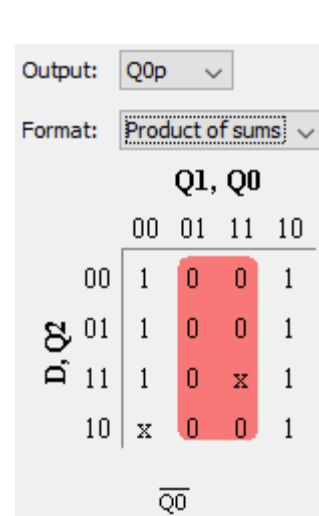 Output: Q0p
Format: Product of sums
Q1, Q0
00 01 11 10
D, Q2
00 1 0 0 1
01 1 0 0 1
11 1 0 x 1
10 x 0 0 1
Q̅0̅